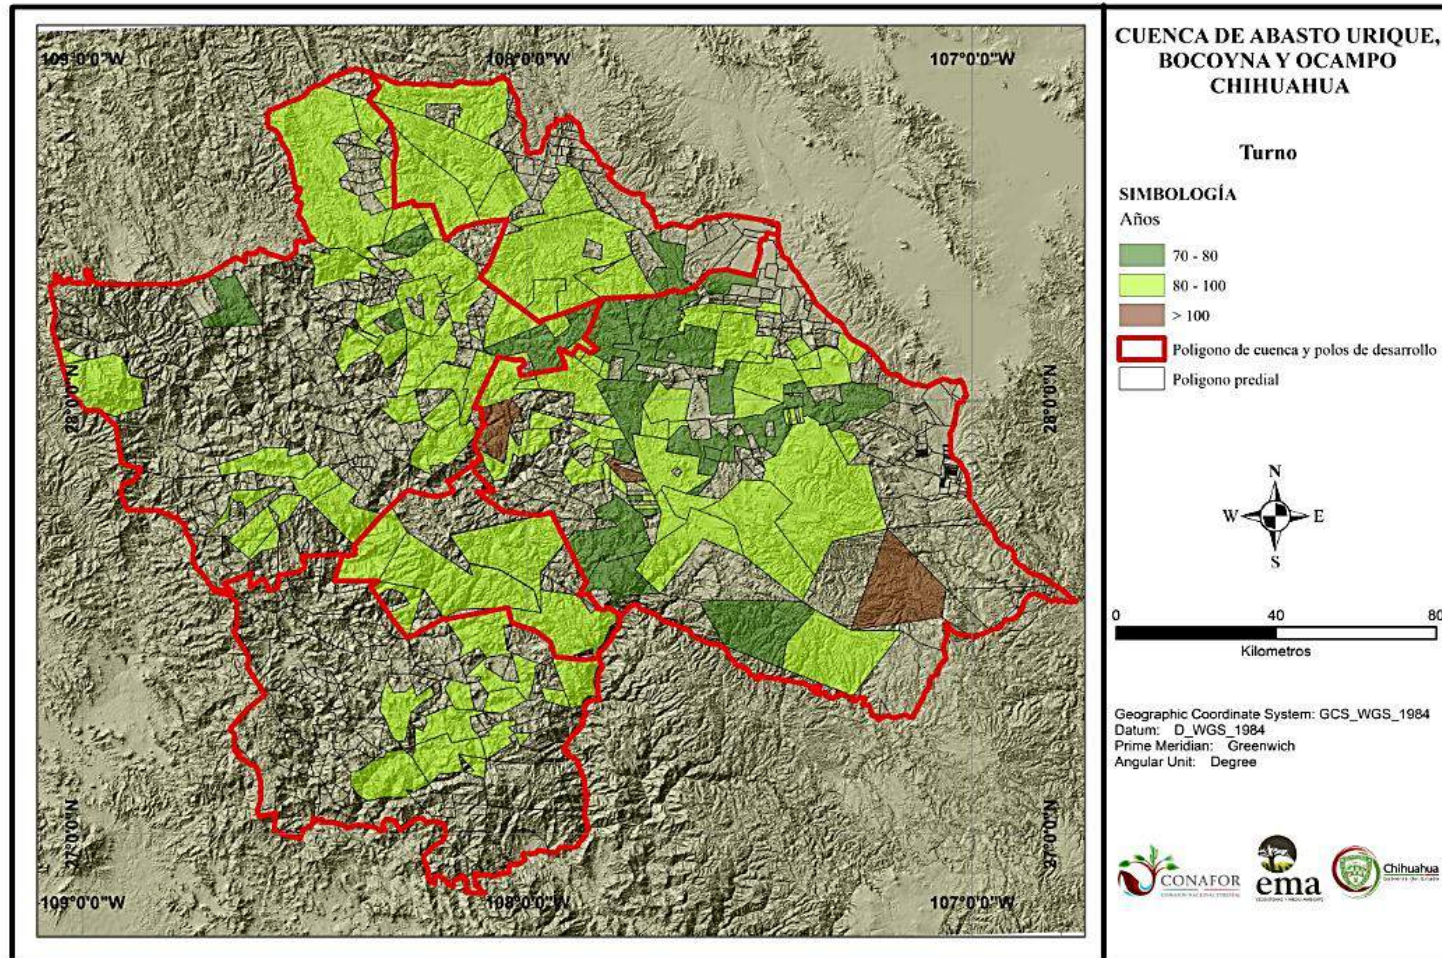 CUENCA DE ABASTO URIQUE,
BOCOYNA Y OCAMPO
CHIHUAHUA
Turno
SIMBOLOGÍA
Años
70 - 80
80 - 100
> 100
Poligono de cuenca y polos de desarrollo
Poligono predial
N
W
E
S
0
40
80
Kilometros
Geographic Coordinate System: GCS_WGS_1984
Datum: D_WGS_1984
Prime Meridian: Greenwich
Angular Unit: Degree
CONAFOR
ema
Chihuahua
109°0'0"W
108°0'0"W
107°0'0"W
28°0'0"N
28°0'0"N
27°0'0"N
27°0'0"N
109°0'0"W
108°0'0"W
107°0'0"W